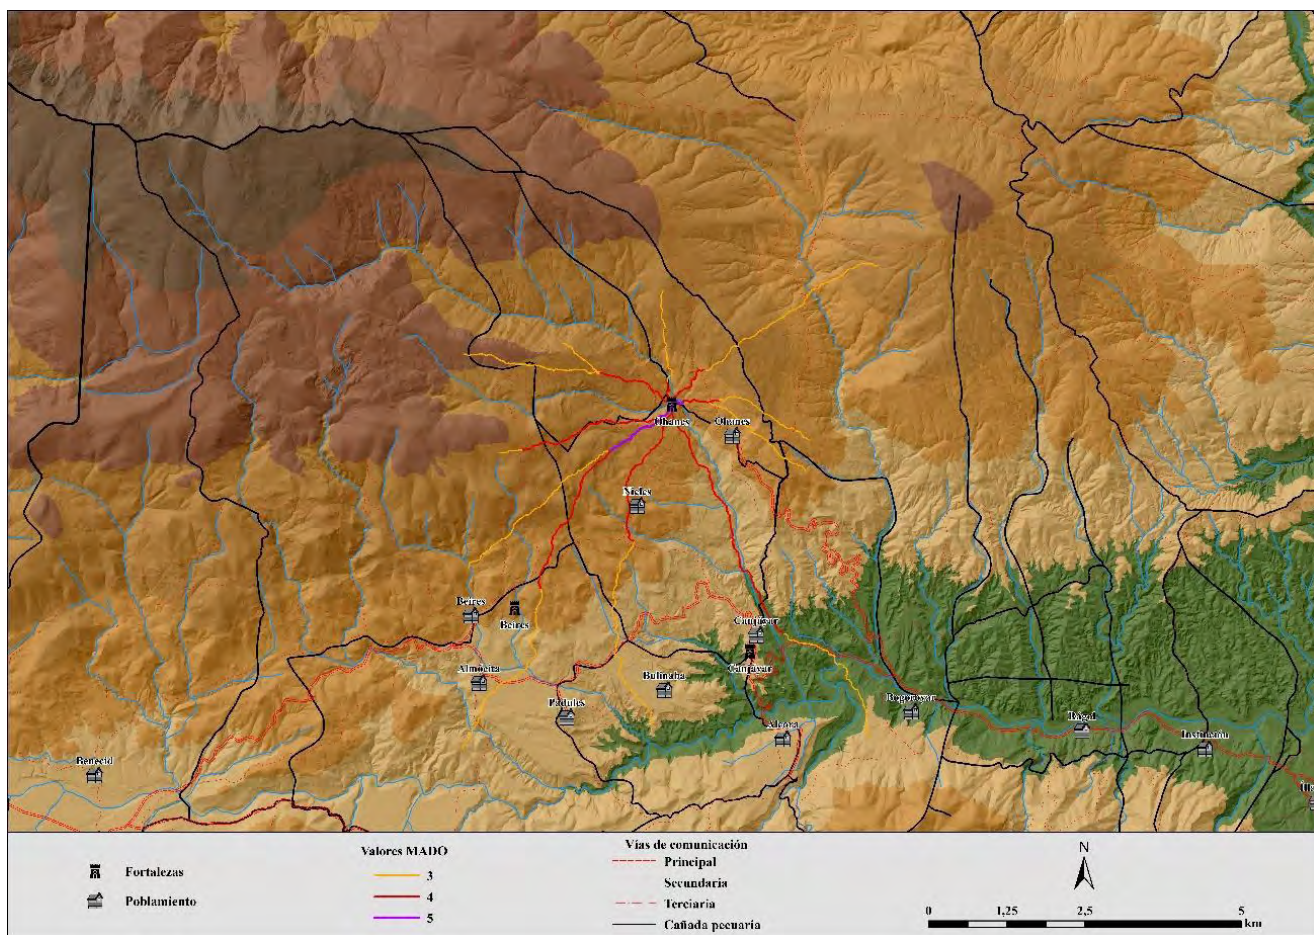 Ohanes
Ohanes
Nieles
Beires
Beires
Canjáyar
Canjáyar
Almócita
Bulinaba
Padules
Alcora
Bogorayar
Rágol
Instinción
Benecid
Fortalezas
Poblamiento
Valores MADO
3
4
5
Vías de comunicación
Principal
Secundaria
Terciaria
Cañada pecuaria
N
0 1,25 2,5 5
km